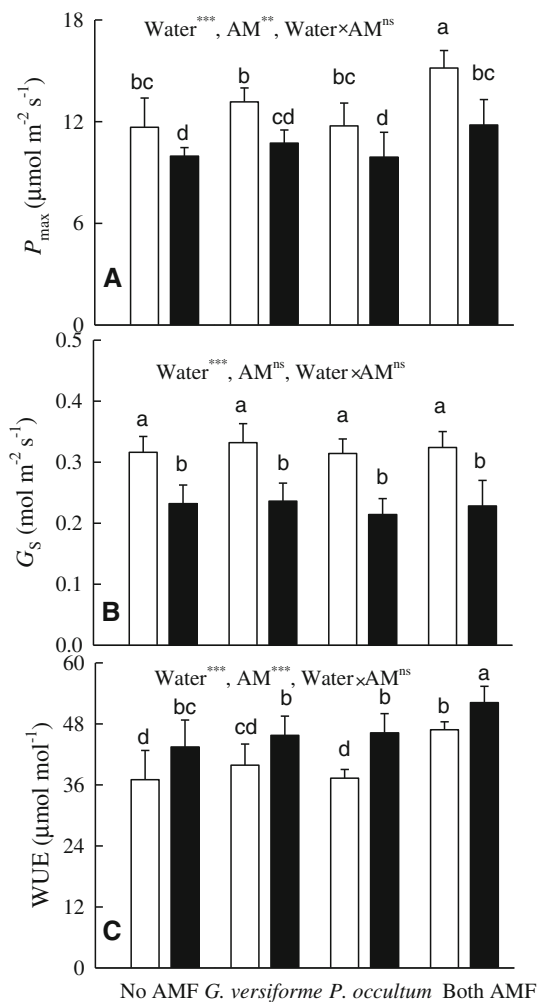 18
Water***, AM**, Water×AMⁿˢ
a
bc
b
bc
bc
12
d
cd
d
6
Pmax (µmol m⁻² s⁻¹)
A
0
0.5
Water***, AMⁿˢ, Water×AMⁿˢ
0.4
a
a
a
a
0.3
b
b
b
b
0.2
GS (mol m⁻² s⁻¹)
0.1
B
0.0
60
Water***, AM***, Water×AMⁿˢ
a
bc
b
b
b
48
d
cd
d
36
24
WUE (µmol mol⁻¹)
12
C
0
No AMF G. versiforme P. occultum Both AMF